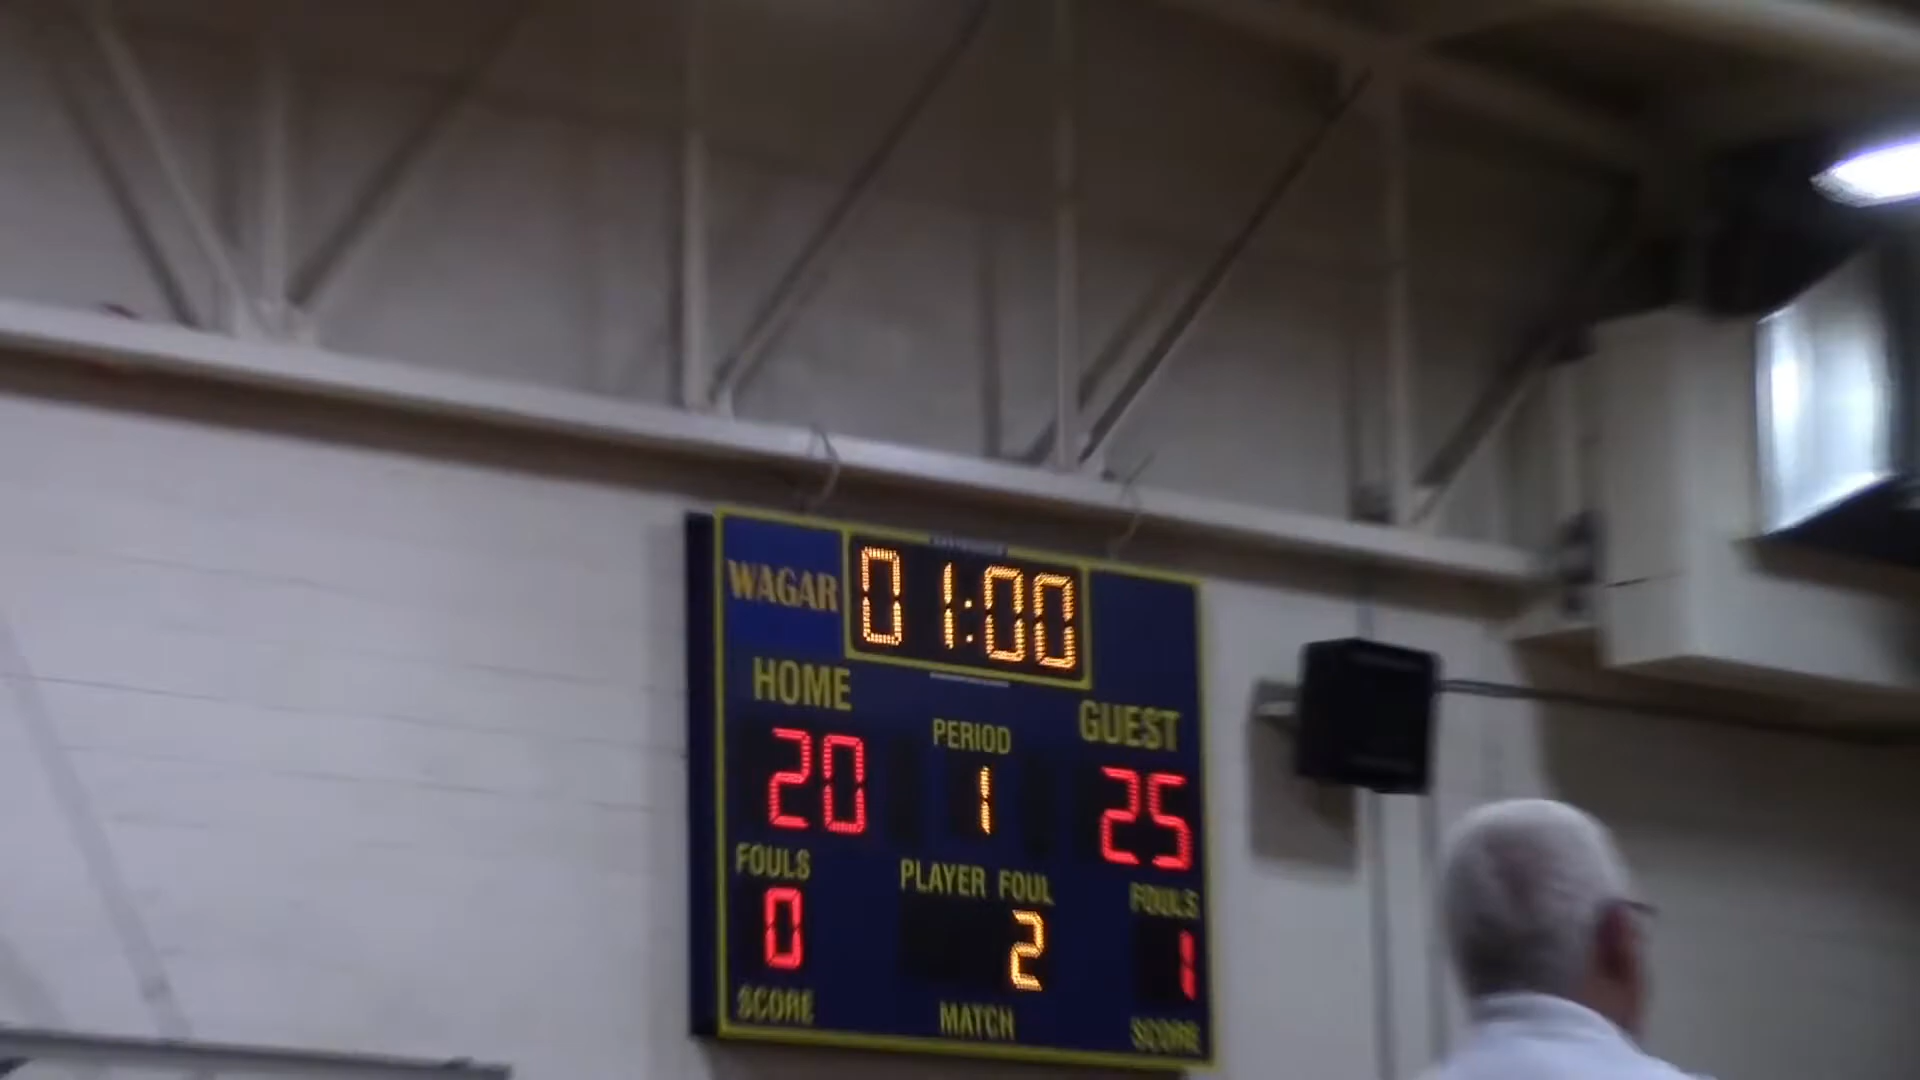 WAGAR
01:00
HOME
GUEST
PERIOD
20
1
25
FOULS
PLAYER FOUL
FOULS
0
2
1
SCORE
MATCH
SCORE